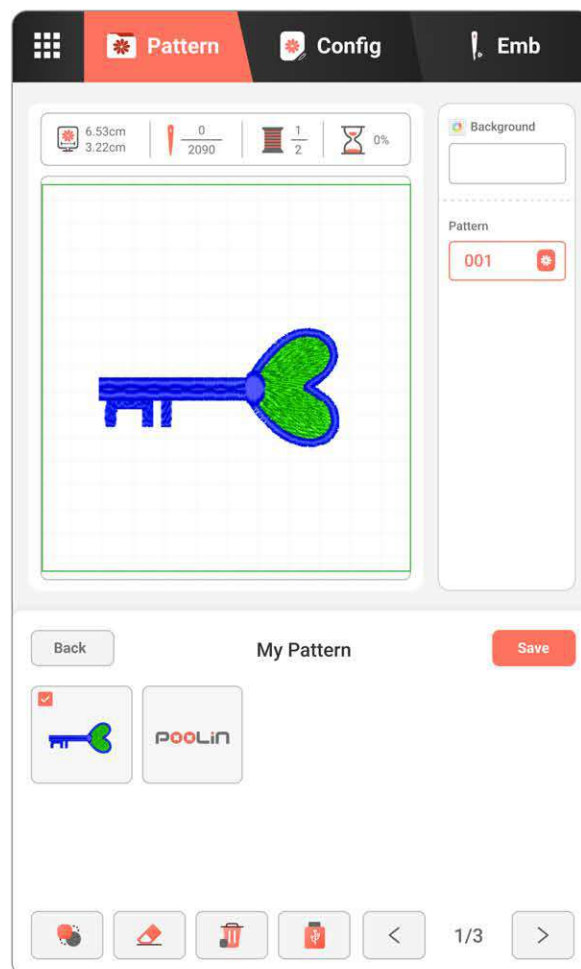 Pattern
Config
Emb
6.53cm
3.22cm
0
2090
1
2
0%
Background
Pattern
001
Back
My Pattern
Save
POOLIN
1/3